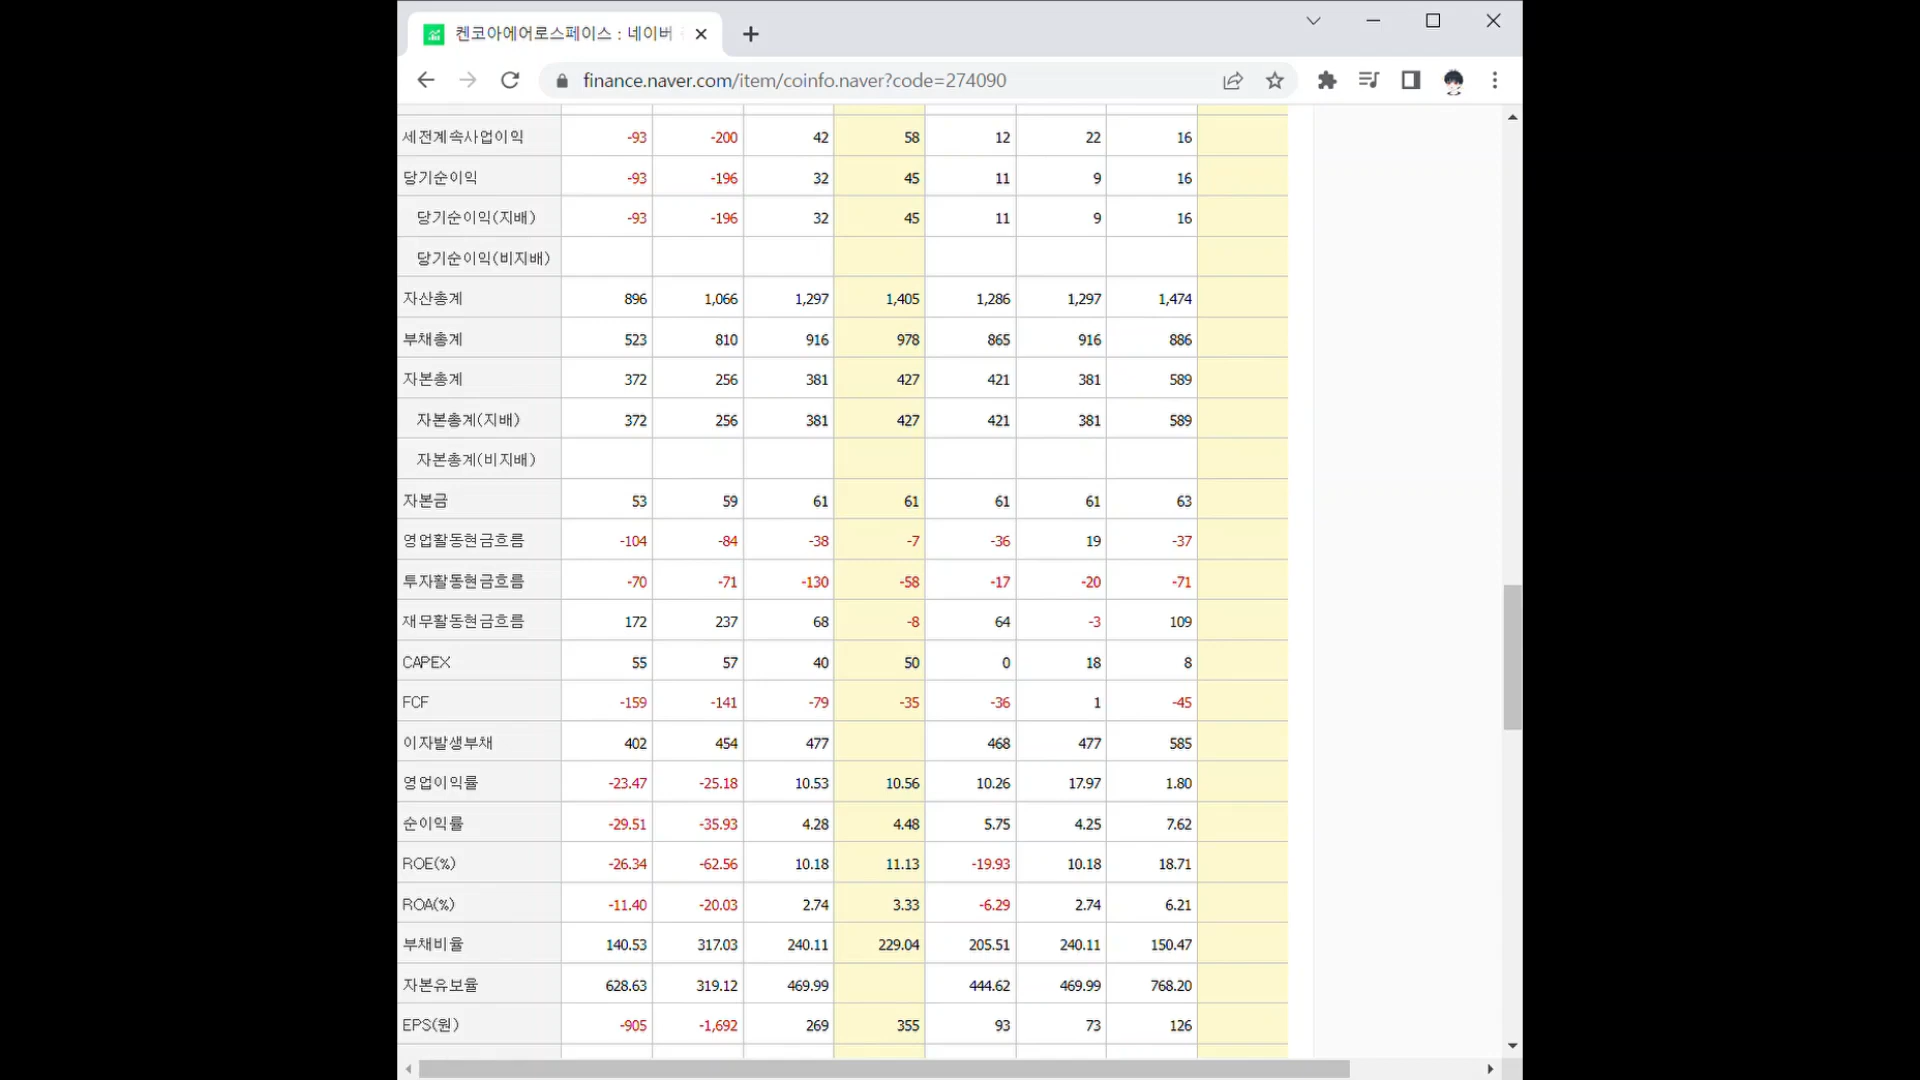 켄코아에어로스페이스 : 네이버
finance.naver.com/item/coinfo.naver?code=274090
세전계속사업이익 -93 -200 42 58 12 22 16
당기순이익 -93 -196 32 45 11 9 16
당기순이익(지배) -93 -196 32 45 11 9 16
당기순이익(비지배)
자산총계 896 1,066 1,297 1,405 1,286 1,297 1,474
부채총계 523 810 916 978 865 916 886
자본총계 372 256 381 427 421 381 589
자본총계(지배) 372 256 381 427 421 381 589
자본총계(비지배)
자본금 53 59 61 61 61 61 63
영업활동현금흐름 -104 -84 -38 -7 -36 19 -37
투자활동현금흐름 -70 -71 -130 -58 -17 -20 -71
재무활동현금흐름 172 237 68 -8 64 -3 109
CAPEX 55 57 40 50 0 18 8
FCF -159 -141 -79 -35 -36 1 -45
이자발생부채 402 454 477 468 477 585
영업이익률 -23.47 -25.18 10.53 10.56 10.26 17.97 1.80
순이익률 -29.51 -35.93 4.28 4.48 5.75 4.25 7.62
ROE(%) -26.34 -62.56 10.18 11.13 -19.93 10.18 18.71
ROA(%) -11.40 -20.03 2.74 3.33 -6.29 2.74 6.21
부채비율 140.53 317.03 240.11 229.04 205.51 240.11 150.47
자본유보율 628.63 319.12 469.99 444.62 469.99 768.20
EPS(원) -905 -1,692 269 355 93 73 126